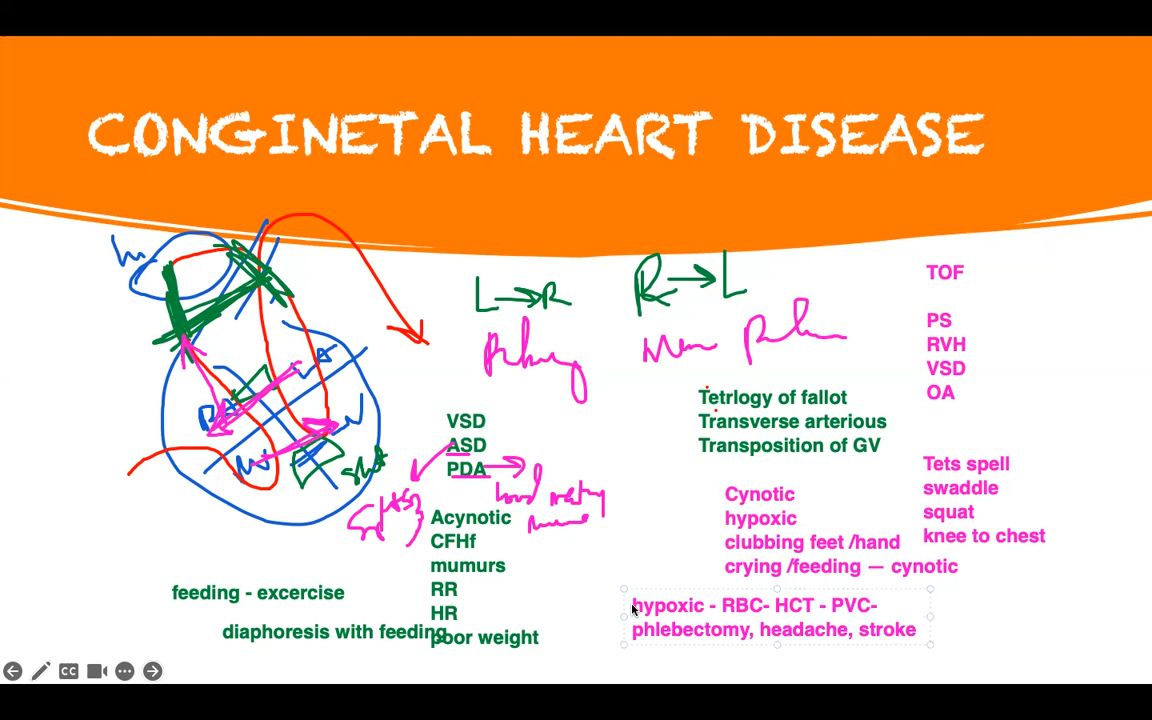 CONGINETAL HEART DISEASE
L → R
R → L
TOF
PS
RVH
VSD
OA
Tetrlogy of fallot
Transverse arterious
Transposition of GV
VSD
ASD
PDA
Tets spell
swaddle
squat
knee to chest
Cynotic
hypoxic
clubbing feet /hand
crying /feeding — cynotic
Acynotic
CFHf
mumurs
RR
HR
poor weight
feeding - excercise
diaphoresis with feeding
hypoxic - RBC- HCT - PVC-
phlebectomy, headache, stroke
CC